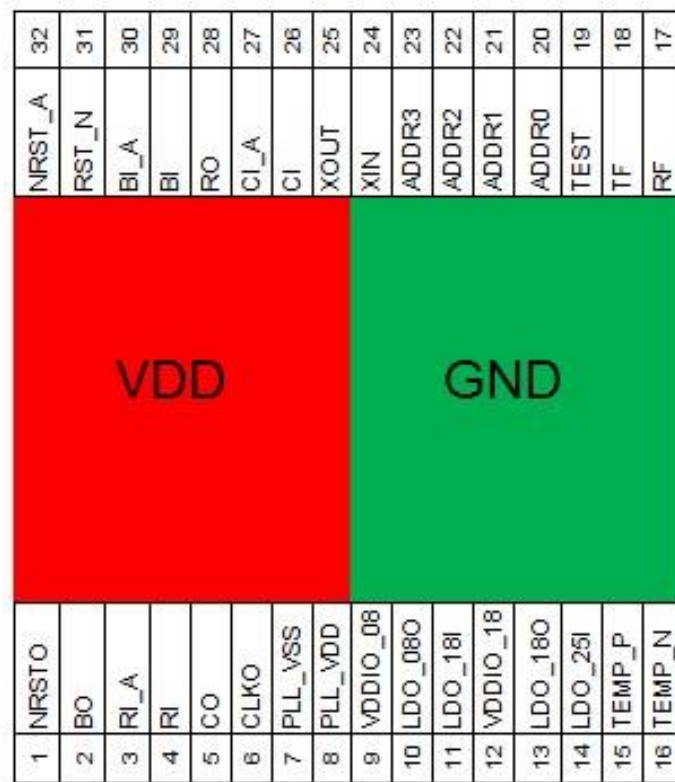 32 31 30 29 28 27 26 25 24 23 22 21 20 19 18 17
NRST_A RST_N BI_A BI RO CI_A CI XOUT XIN ADDR3 ADDR2 ADDR1 ADDR0 TEST TF RF
VDD GND
NRSTO BO RI_A RI CO CLKO PLL_VSS PLL_VDD VDDIO_08 LDO_08O LDO_18I VDDIO_18 LDO_18O LDO_25I TEMP_P TEMP_N
1 2 3 4 5 6 7 8 9 10 11 12 13 14 15 16